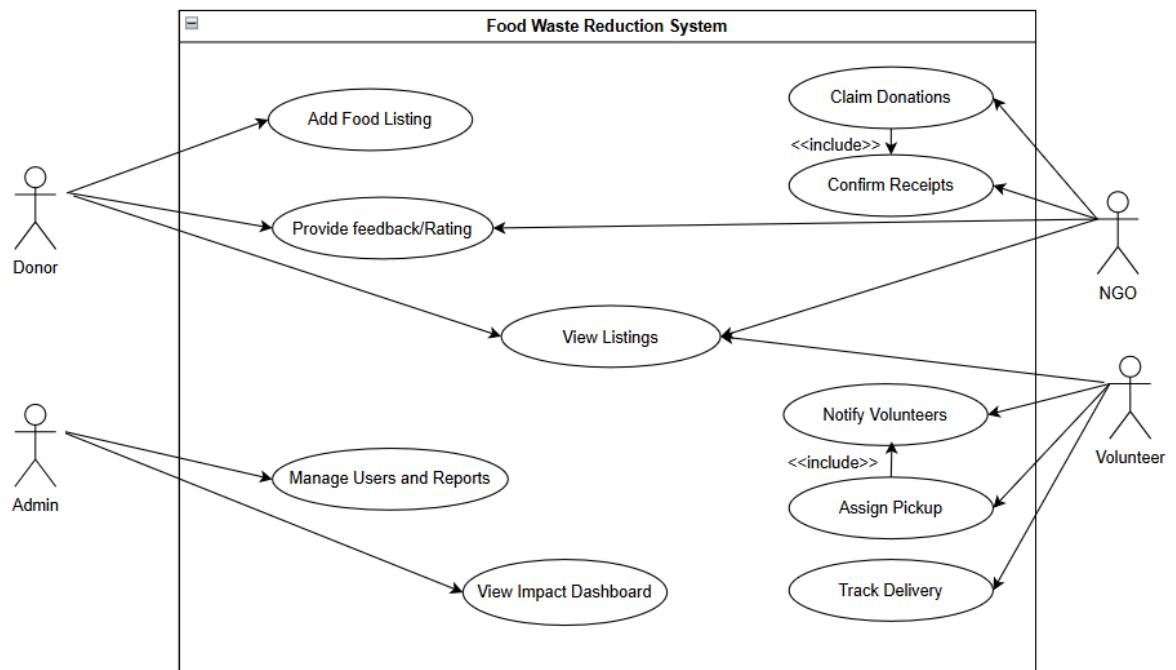 Food Waste Reduction System
Claim Donations
Add Food Listing
<<include>>
Confirm Receipts
Provide feedback/Rating
Donor
NGO
View Listings
Notify Volunteers
Volunteer
<<include>>
Manage Users and Reports
Admin
Assign Pickup
View Impact Dashboard
Track Delivery